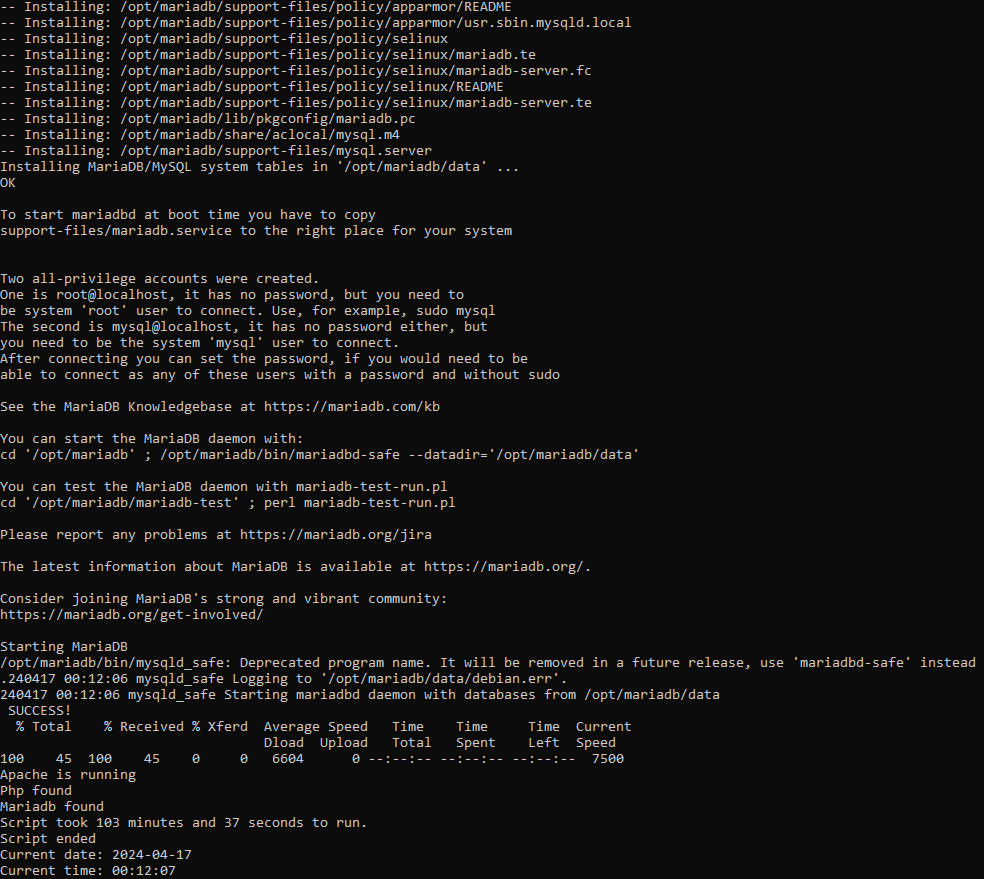 -- Installing: /opt/mariadb/support-files/policy/apparmor/README
-- Installing: /opt/mariadb/support-files/policy/apparmor/usr.sbin.mysqld.local
-- Installing: /opt/mariadb/support-files/policy/selinux
-- Installing: /opt/mariadb/support-files/policy/selinux/mariadb.te
-- Installing: /opt/mariadb/support-files/policy/selinux/mariadb-server.fc
-- Installing: /opt/mariadb/support-files/policy/selinux/README
-- Installing: /opt/mariadb/support-files/policy/selinux/mariadb-server.te
-- Installing: /opt/mariadb/lib/pkgconfig/mariadb.pc
-- Installing: /opt/mariadb/share/aclocal/mysql.m4
-- Installing: /opt/mariadb/support-files/mysql.server
Installing MariaDB/MySQL system tables in '/opt/mariadb/data' ...
OK
To start mariadbd at boot time you have to copy
support-files/mariadb.service to the right place for your system
Two all-privilege accounts were created.
One is root@localhost, it has no password, but you need to
be system 'root' user to connect. Use, for example, sudo mysql
The second is mysql@localhost, it has no password either, but
you need to be the system 'mysql' user to connect.
After connecting you can set the password, if you would need to be
able to connect as any of these users with a password and without sudo
See the MariaDB Knowledgebase at https://mariadb.com/kb
You can start the MariaDB daemon with:
cd '/opt/mariadb' ; /opt/mariadb/bin/mariadbd-safe --datadir='/opt/mariadb/data'
You can test the MariaDB daemon with mariadb-test-run.pl
cd '/opt/mariadb/mariadb-test' ; perl mariadb-test-run.pl
Please report any problems at https://mariadb.org/jira
The latest information about MariaDB is available at https://mariadb.org/.
Consider joining MariaDB's strong and vibrant community:
https://mariadb.org/get-involved/
Starting MariaDB
/opt/mariadb/bin/mysqld_safe: Deprecated program name. It will be removed in a future release, use 'mariadbd-safe' instead
.240417 00:12:06 mysqld_safe Logging to '/opt/mariadb/data/debian.err'.
240417 00:12:06 mysqld_safe Starting mariadbd daemon with databases from /opt/mariadb/data
 SUCCESS!
  % Total    % Received % Xferd  Average Speed   Time    Time     Time  Current
                                 Dload  Upload   Total   Spent    Left  Speed
100    45  100    45    0     0   6604      0 --:--:-- --:--:-- --:--:--  7500
Apache is running
Php found
Mariadb found
Script took 103 minutes and 37 seconds to run.
Script ended
Current date: 2024-04-17
Current time: 00:12:07